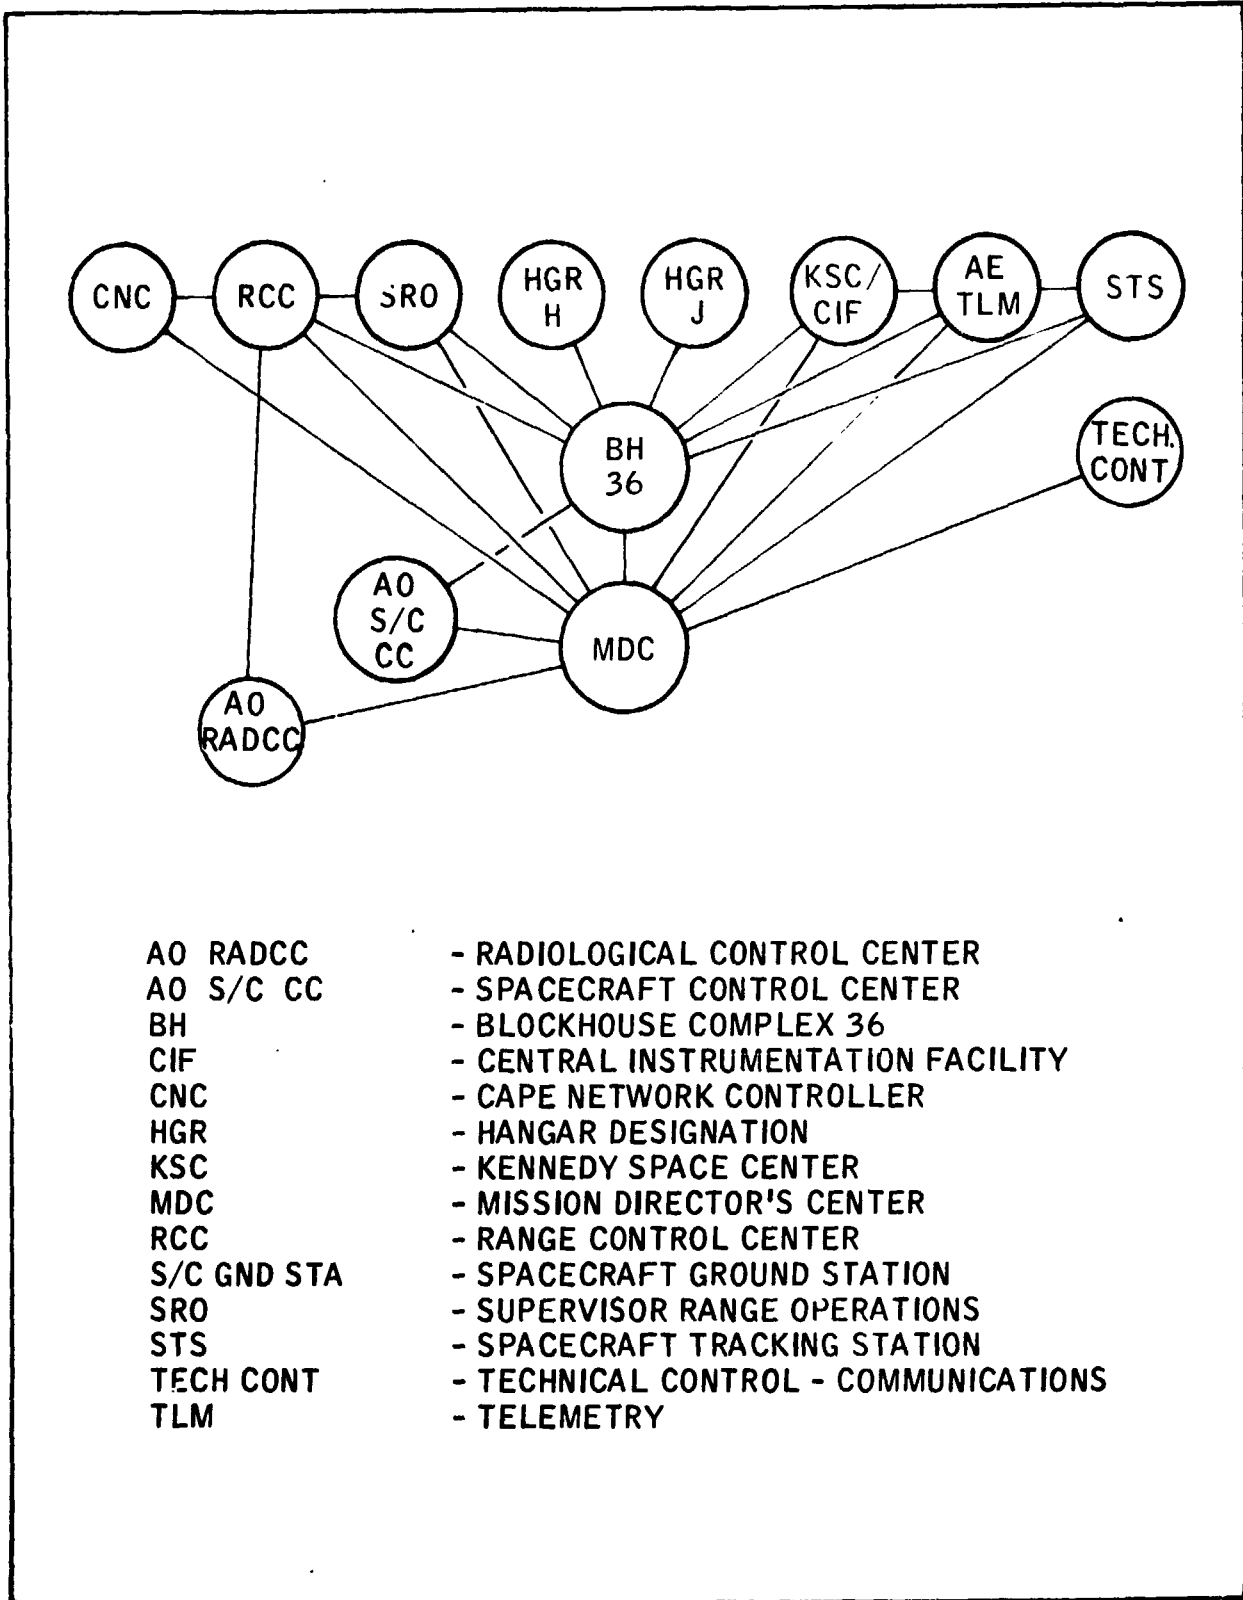 CNC
RCC
SRO
HGR
H
HGR
J
KSC/
CIF
AE
TLM
STS
BH
36
TECH.
CONT
AO
S/C
CC
MDC
AO
RADCC
AO RADCC - RADIOLOGICAL CONTROL CENTER
AO S/C CC - SPACECRAFT CONTROL CENTER
BH - BLOCKHOUSE COMPLEX 36
CIF - CENTRAL INSTRUMENTATION FACILITY
CNC - CAPE NETWORK CONTROLLER
HGR - HANGAR DESIGNATION
KSC - KENNEDY SPACE CENTER
MDC - MISSION DIRECTOR'S CENTER
RCC - RANGE CONTROL CENTER
S/C GND STA - SPACECRAFT GROUND STATION
SRO - SUPERVISOR RANGE OPERATIONS
STS - SPACECRAFT TRACKING STATION
TECH CONT - TECHNICAL CONTROL - COMMUNICATIONS
TLM - TELEMETRY